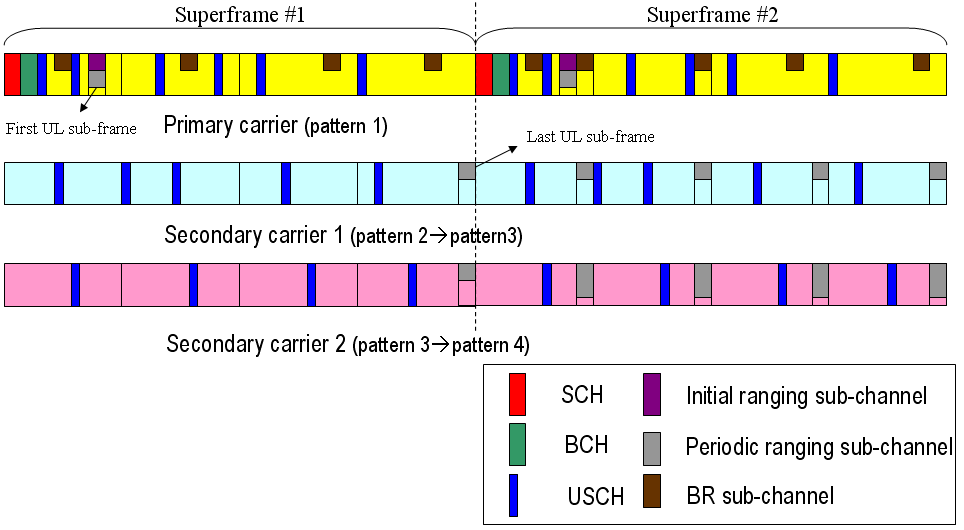 Superframe #1
Superframe #2
First UL sub-frame
Primary carrier (pattern 1)
Last UL sub-frame
Secondary carrier 1 (pattern 2→pattern3)
Secondary carrier 2 (pattern 3→pattern 4)
SCH
Initial ranging sub-channel
BCH
Periodic ranging sub-channel
USCH
BR sub-channel